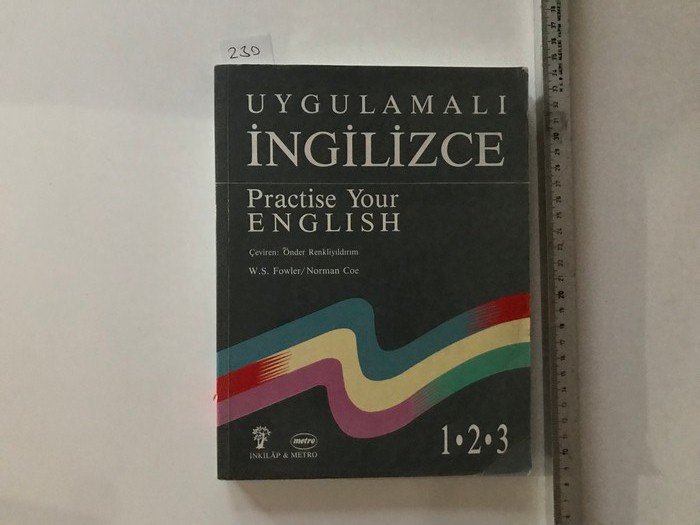 230
UYGULAMALI
İNGİLİZCE
Practise Your
ENGLISH
Çeviren: Önder Renkliyıldırım
W.S. Fowler/Norman Coe
metro
İNKILÂP & METRO
1•2•3